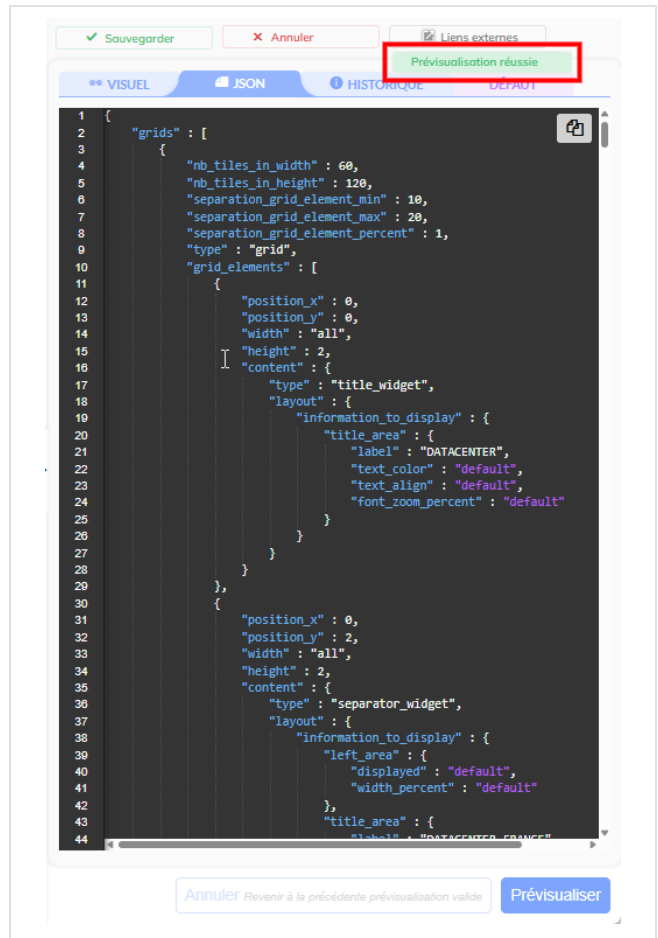 Sauvegarder
Annuler
Liens externes
Prévisualisation réussie
VISUEL
JSON
HISTORIQUE
DÉFAUT
1 {
2 "grids" : [
3 {
4 "nb_tiles_in_width" : 60,
5 "nb_tiles_in_height" : 120,
6 "separation_grid_element_min" : 10,
7 "separation_grid_element_max" : 20,
8 "separation_grid_element_percent" : 1,
9 "type" : "grid",
10 "grid_elements" : [
11 {
12 "position_x" : 0,
13 "position_y" : 0,
14 "width" : "all",
15 "height" : 2,
16 "content" : {
17 "type" : "title_widget",
18 "layout" : {
19 "information_to_display" : {
20 "title_area" : {
21 "label" : "DATACENTER",
22 "text_color" : "default",
23 "text_align" : "default",
24 "font_zoom_percent" : "default"
25 }
26 }
27 }
28 }
29 },
30 {
31 "position_x" : 0,
32 "position_y" : 2,
33 "width" : "all",
34 "height" : 2,
35 "content" : {
36 "type" : "separator_widget",
37 "layout" : {
38 "information_to_display" : {
39 "left_area" : {
40 "displayed" : "default",
41 "width_percent" : "default"
42 },
43 "title_area" : {
44 "label" : "DATACENTER FRANCE"
Annuler Revenir à la précédente prévisualisation valide
Prévisualiser